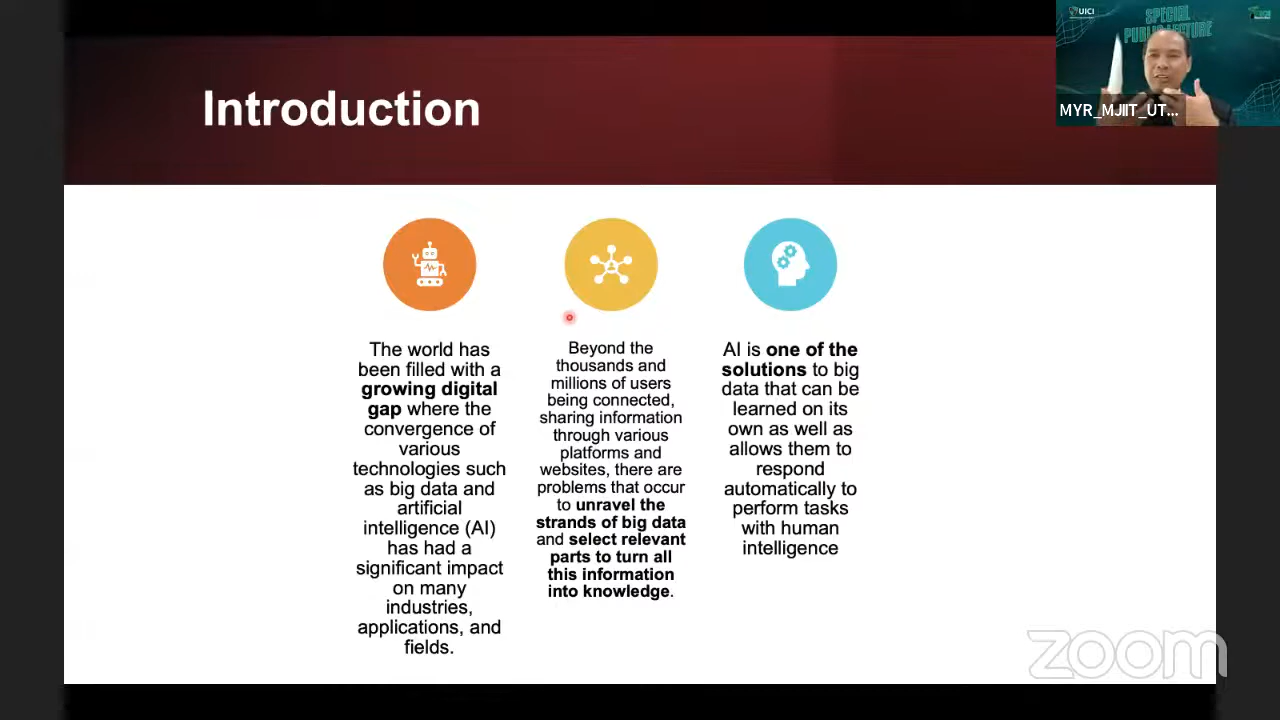 Introduction
UICI
SPECIAL
PUBLIC LECTURE
MYR_MJIIT_UT...
The world has
been filled with a
growing digital
gap where the
convergence of
various
technologies such
as big data and
artificial
intelligence (AI)
has had a
significant impact
on many
industries,
applications, and
fields.
Beyond the
thousands and
millions of users
being connected,
sharing information
through various
platforms and
websites, there are
problems that occur
to unravel the
strands of big data
and select relevant
parts to turn all
this information
into knowledge.
AI is one of the
solutions to big
data that can be
learned on its
own as well as
allows them to
respond
automatically to
perform tasks
with human
intelligence
zoom